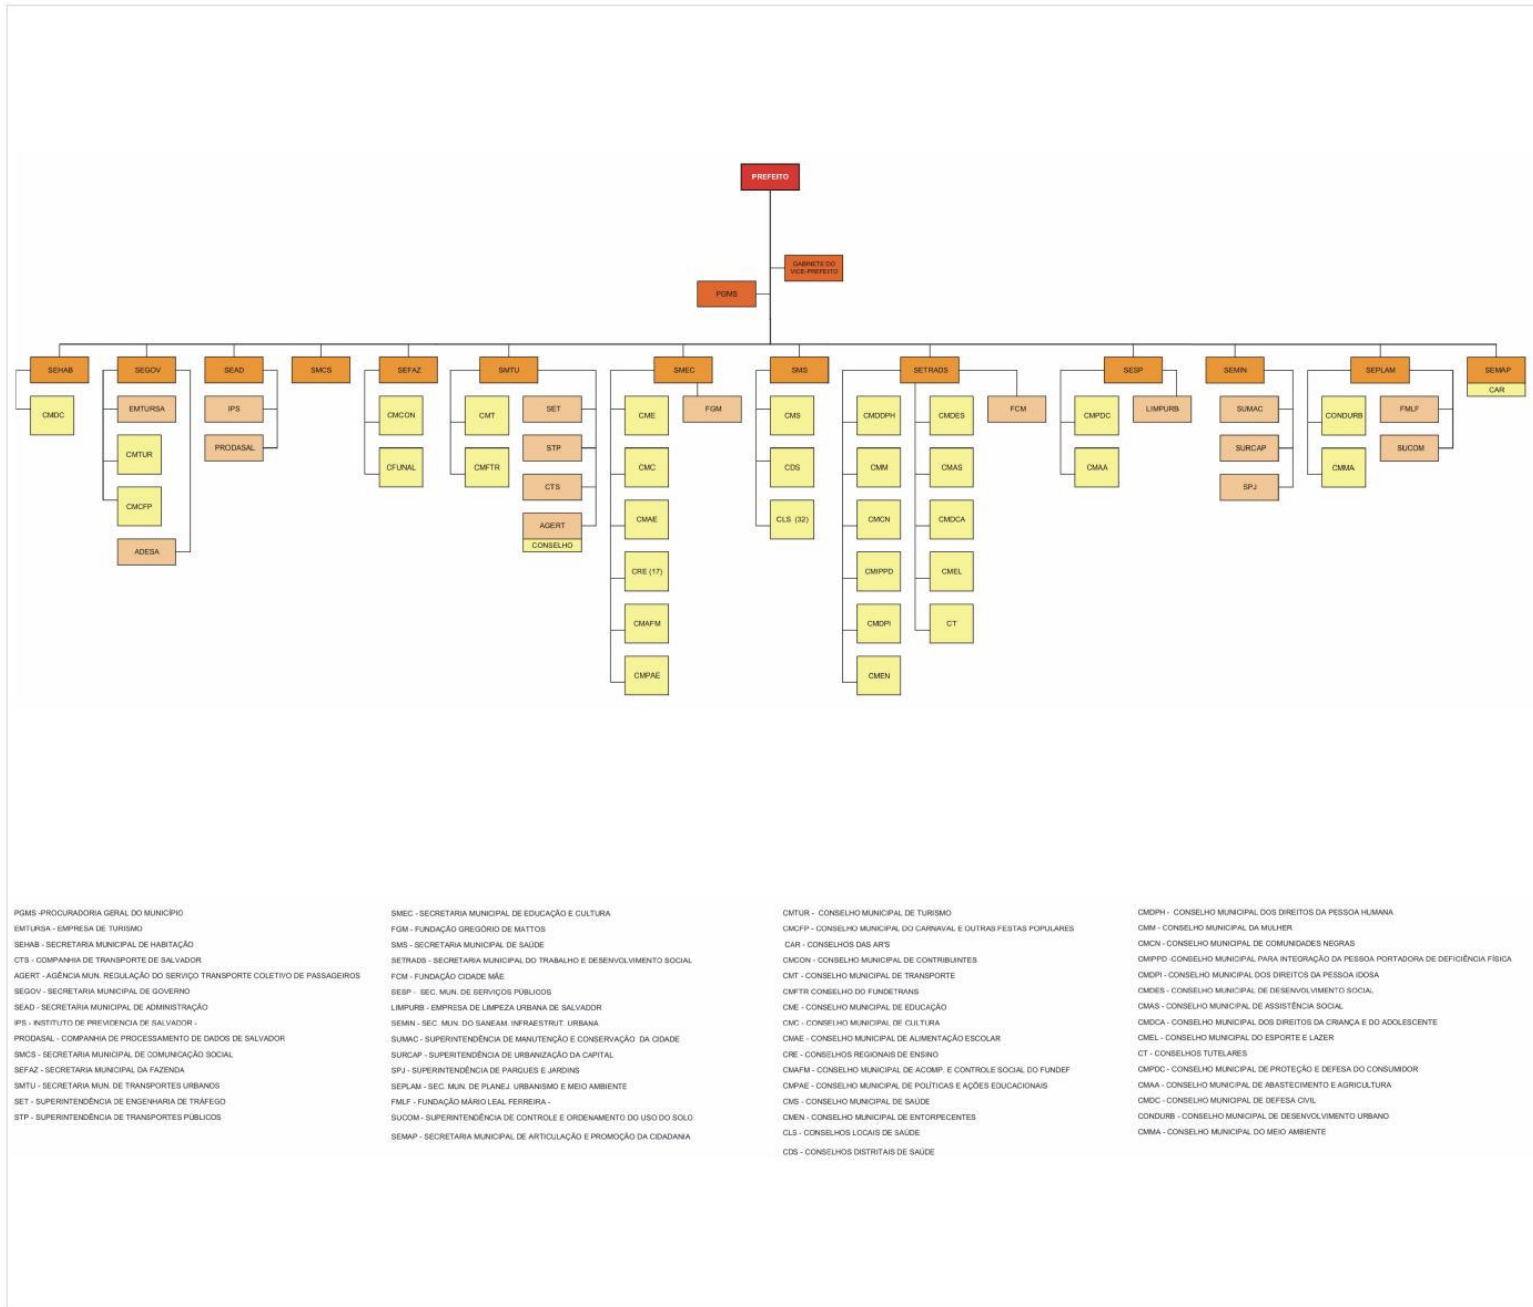 PREFEITO
GABINETE DO
VICE-PREFEITO
PGMS
SEHAB
SEGOV
SEAD
SMCS
SEFAZ
SMTU
SMEC
SMS
SETRADS
SESP
SEMIN
SEPLAM
SEMAP
CAR
CMDC
EMTURSA
CMTUR
CMCFP
ADESA
IPS
PRODASAL
CMCON
CFUNAL
CMT
CMFTR
SET
STP
CTS
AGERT
CONSELHO
CME
CMC
CMAE
CRE (17)
CMAFM
CMPAE
FGM
CMS
CDS
CLS (32)
CMDDPH
CMM
CMCN
CMIPPD
CMDPI
CMEN
CMDES
CMAS
CMDCA
CMEL
CT
FCM
CMPDC
CMAA
LIMPURB
SUMAC
SURCAP
SPJ
CONDURB
CMMA
FMLF
SUCOM
PGMS -PROCURADORIA GERAL DO MUNICÍPIO
EMTURSA - EMPRESA DE TURISMO
SEHAB - SECRETARIA MUNICIPAL DE HABITAÇÃO
CTS - COMPANHIA DE TRANSPORTE DE SALVADOR
AGERT - AGÊNCIA MUN. REGULAÇÃO DO SERVIÇO TRANSPORTE COLETIVO DE PASSAGEIROS
SEGOV - SECRETARIA MUNICIPAL DE GOVERNO
SEAD - SECRETARIA MUNICIPAL DE ADMINISTRAÇÃO
IPS - INSTITUTO DE PREVIDENCIA DE SALVADOR -
PRODASAL - COMPANHIA DE PROCESSAMENTO DE DADOS DE SALVADOR
SMCS - SECRETARIA MUNICIPAL DE COMUNICAÇÃO SOCIAL
SEFAZ - SECRETARIA MUNICIPAL DA FAZENDA
SMTU - SECRETARIA MUN. DE TRANSPORTES URBANOS
SET - SUPERINTENDÊNCIA DE ENGENHARIA DE TRÁFEGO
STP - SUPERINTENDÊNCIA DE TRANSPORTES PÚBLICOS
SMEC - SECRETARIA MUNICIPAL DE EDUCAÇÃO E CULTURA
FGM - FUNDAÇÃO GREGÓRIO DE MATTOS
SMS - SECRETARIA MUNICIPAL DE SAÚDE
SETRADS - SECRETARIA MUNICIPAL DO TRABALHO E DESENVOLVIMENTO SOCIAL
FCM - FUNDAÇÃO CIDADE MÃE
SESP - SEC. MUN. DE SERVIÇOS PÚBLICOS
LIMPURB - EMPRESA DE LIMPEZA URBANA DE SALVADOR
SEMIN - SEC. MUN. DO SANEAM. INFRAESTRUT. URBANA
SUMAC - SUPERINTENDÊNCIA DE MANUTENÇÃO E CONSERVAÇÃO DA CIDADE
SURCAP - SUPERITENDÊNCIA DE URBANIZAÇÃO DA CAPITAL
SPJ - SUPERINTENDÊNCIA DE PARQUES E JARDINS
SEPLAM - SEC. MUN. DE PLANEJ. URBANISMO E MEIO AMBIENTE
FMLF - FUNDAÇÃO MÁRIO LEAL FERREIRA -
SUCOM - SUPERINTENDÊNCIA DE CONTROLE E ORDENAMENTO DO USO DO SOLO
SEMAP - SECRETARIA MUNICIPAL DE ARTICULAÇÃO E PROMOÇÃO DA CIDADANIA
CMTUR - CONSELHO MUNICIPAL DE TURISMO
CMCFP - CONSELHO MUNICIPAL DO CARNAVAL E OUTRAS FESTAS POPULARES
CAR - CONSELHOS DAS AR'S
CMCON - CONSELHO MUNICIPAL DE CONTRIBUINTES
CMT - CONSELHO MUNICIPAL DE TRANSPORTE
CMFTR CONSELHO DO FUNDETRANS
CME - CONSELHO MUNICIPAL DE EDUCAÇÃO
CMC - CONSELHO MUNICIPAL DE CULTURA
CMAE - CONSELHO MUNICIPAL DE ALIMENTAÇÃO ESCOLAR
CRE - CONSELHOS REGIONAIS DE ENSINO
CMAFM - CONSELHO MUNICIPAL DE ACOMP. E CONTROLE SOCIAL DO FUNDEF
CMPAE - CONSELHO MUNICIPAL DE POLÍTICAS E AÇÕES EDUCACIONAIS
CMS - CONSELHO MUNICIPAL DE SAÚDE
CMEN - CONSELHO MUNICIPAL DE ENTORPECENTES
CLS - CONSELHOS LOCAIS DE SAÚDE
CDS - CONSELHOS DISTRITAIS DE SAÚDE
CMDPH - CONSELHO MUNICIPAL DOS DIREITOS DA PESSOA HUMANA
CMM - CONSELHO MUNICIPAL DA MULHER
CMCN - CONSELHO MUNICIPAL DE COMUNIDADES NEGRAS
CMIPPD -CONSELHO MUNICIPAL PARA INTEGRAÇÃO DA PESSOA PORTADORA DE DEFICIÊNCIA FÍSICA
CMDPI - CONSELHO MUNICIPAL DOS DIREITOS DA PESSOA IDOSA
CMDES - CONSELHO MUNICIPAL DE DESENVOLVIMENTO SOCIAL
CMAS - CONSELHO MUNICIPAL DE ASSISTÊNCIA SOCIAL
CMDCA - CONSELHO MUNICIPAL DOS DIREITOS DA CRIANÇA E DO ADOLESCENTE
CMEL - CONSELHO MUNICIPAL DO ESPORTE E LAZER
CT - CONSELHOS TUTELARES
CMPDC - CONSELHO MUNICIPAL DE PROTEÇÃO E DEFESA DO CONSUMIDOR
CMAA - CONSELHO MUNICIPAL DE ABASTECIMENTO E AGRICULTURA
CMDC - CONSELHO MUNICIPAL DE DEFESA CIVIL
CONDURB - CONSELHO MUNICIPAL DE DESENVOLVIMENTO URBANO
CMMA - CONSELHO MUNICIPAL DO MEIO AMBIENTE